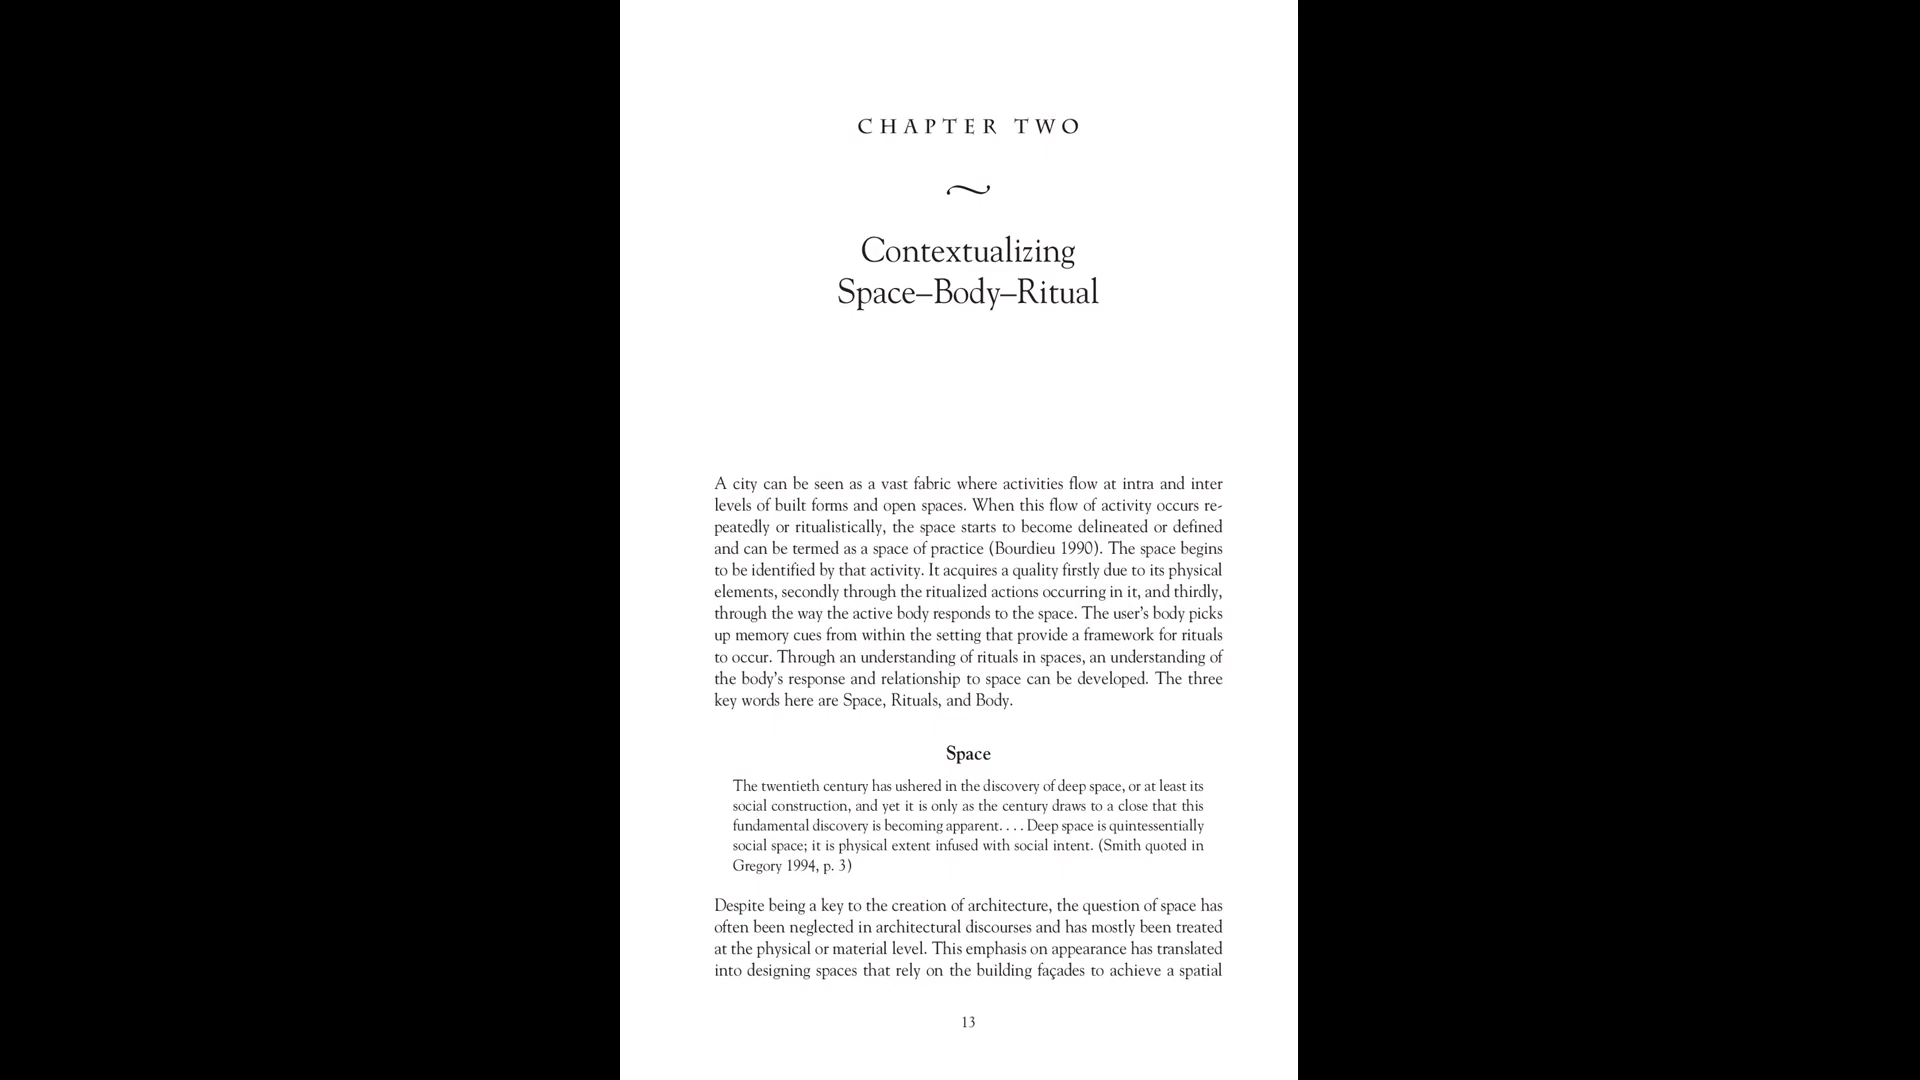 CHAPTER TWO
Contextualizing
Space–Body–Ritual
A city can be seen as a vast fabric where activities flow at intra and inter
levels of built forms and open spaces. When this flow of activity occurs re-
peatedly or ritualistically, the space starts to become delineated or defined
and can be termed as a space of practice (Bourdieu 1990). The space begins
to be identified by that activity. It acquires a quality firstly due to its physical
elements, secondly through the ritualized actions occurring in it, and thirdly,
through the way the active body responds to the space. The user’s body picks
up memory cues from within the setting that provide a framework for rituals
to occur. Through an understanding of rituals in spaces, an understanding of
the body’s response and relationship to space can be developed. The three
key words here are Space, Rituals, and Body.
Space
The twentieth century has ushered in the discovery of deep space, or at least its
social construction, and yet it is only as the century draws to a close that this
fundamental discovery is becoming apparent. . . . Deep space is quintessentially
social space; it is physical extent infused with social intent. (Smith quoted in
Gregory 1994, p. 3)
Despite being a key to the creation of architecture, the question of space has
often been neglected in architectural discourses and has mostly been treated
at the physical or material level. This emphasis on appearance has translated
into designing spaces that rely on the building façades to achieve a spatial
13